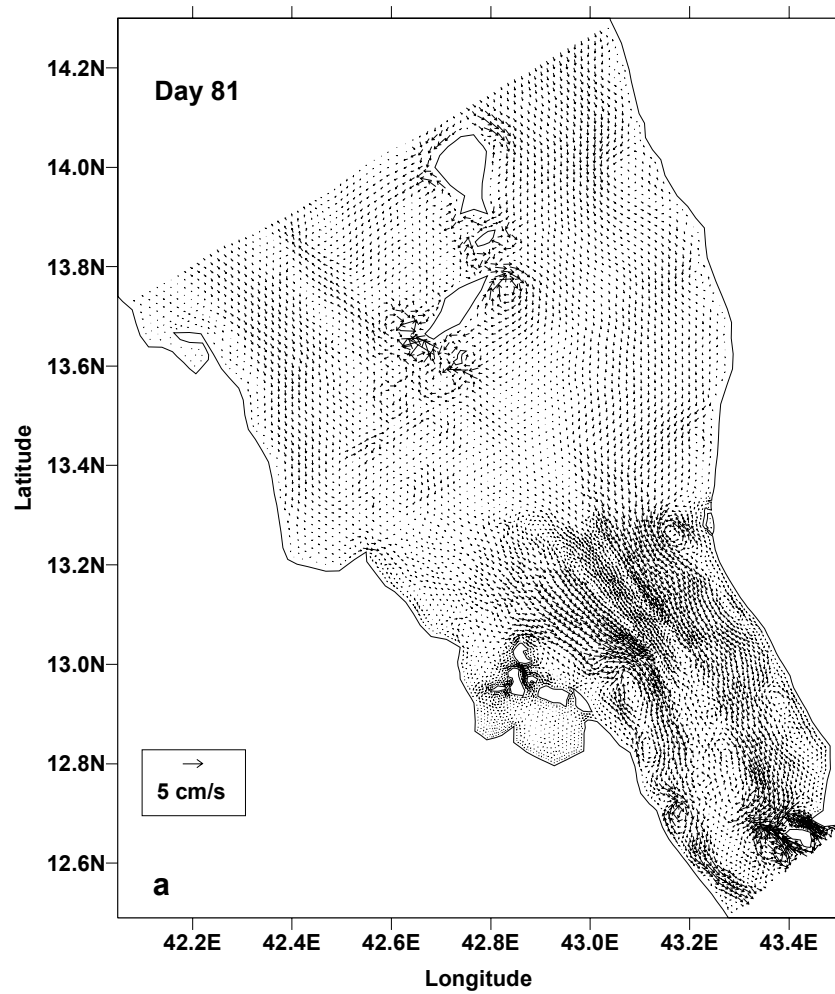 14.2N
Day 81
14.0N
13.8N
13.6N
Latitude
13.4N
13.2N
13.0N
12.8N
5 cm/s
12.6N
a
42.2E 42.4E 42.6E 42.8E 43.0E 43.2E 43.4E
Longitude